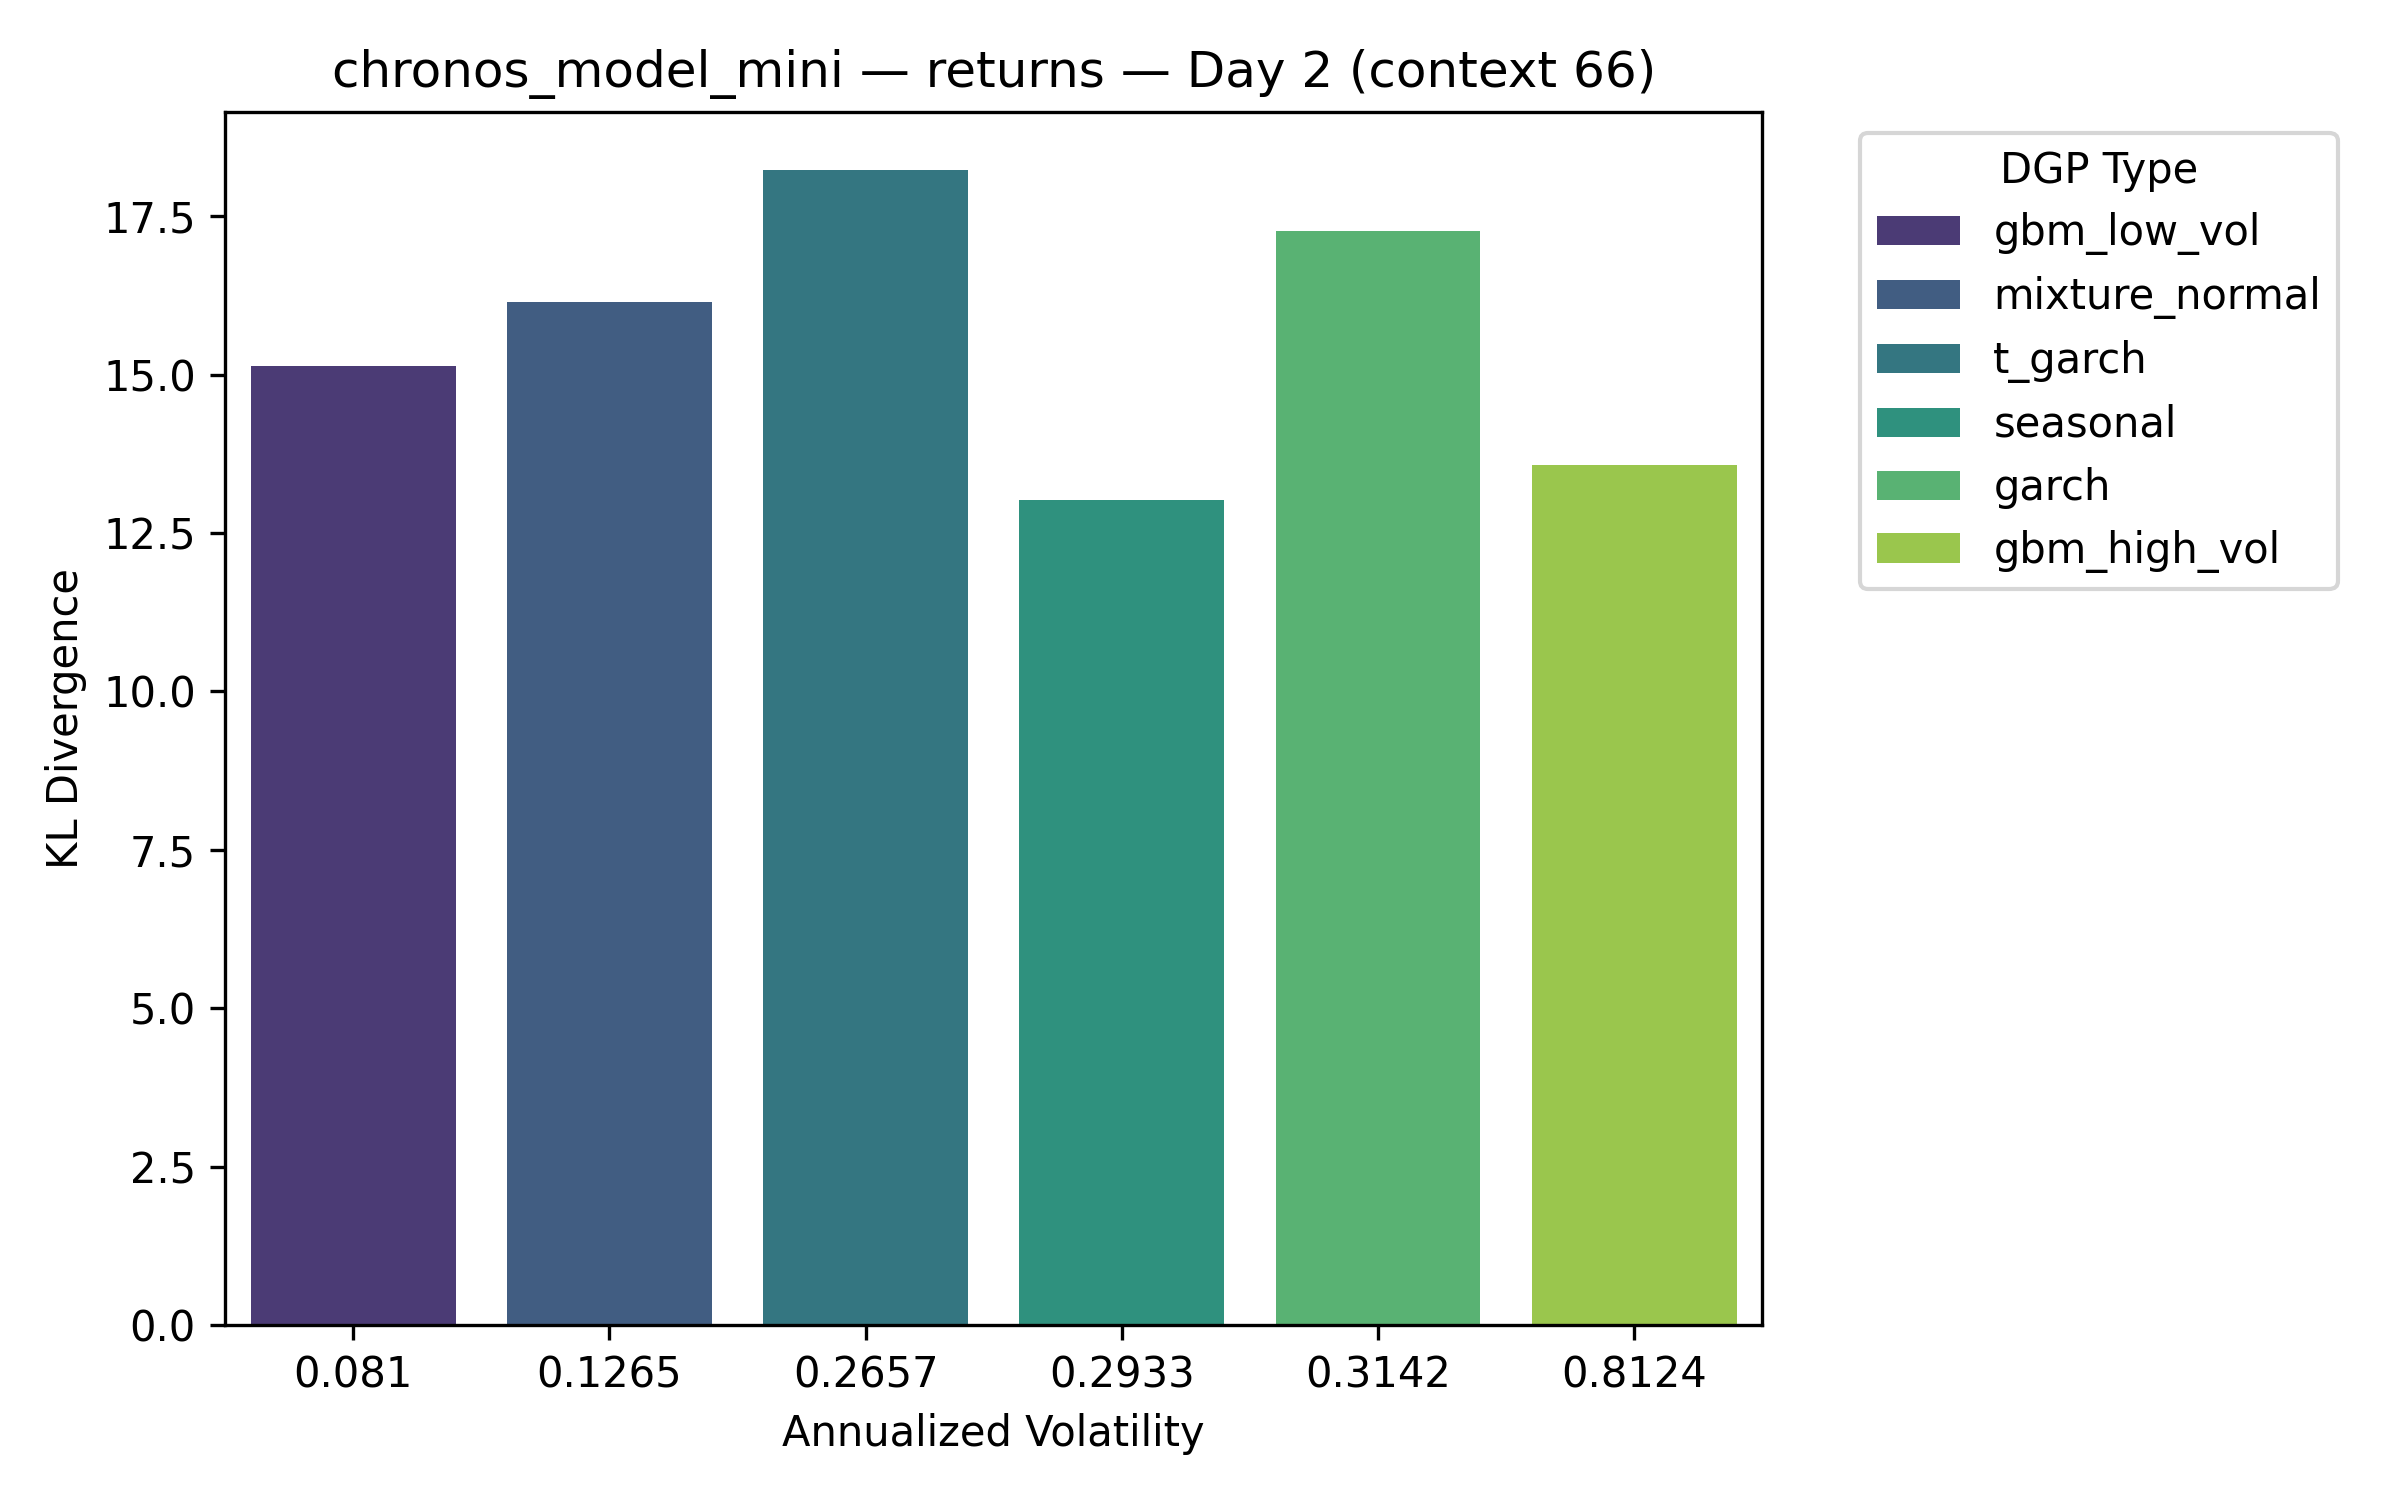 chronos_model_mini — returns — Day 2 (context 66)
KL Divergence
17.5
15.0
12.5
10.0
7.5
5.0
2.5
0.0
0.081 0.1265 0.2657 0.2933 0.3142 0.8124
Annualized Volatility
DGP Type
gbm_low_vol
mixture_normal
t_garch
seasonal
garch
gbm_high_vol